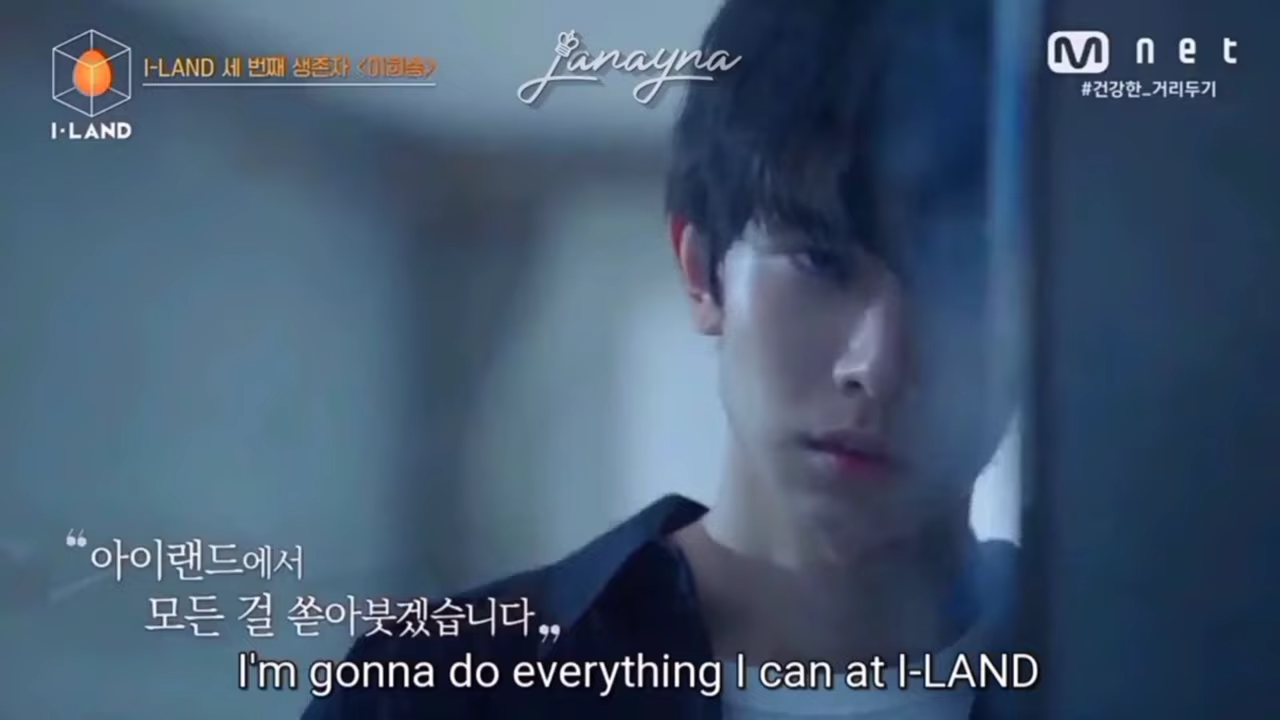 I-LAND 세 번째 생존자 <이희승>
I·LAND
Janayna
M net
#건강한_거리두기
“아이랜드에서
모든 걸 쏟아붓겠습니다„
I'm gonna do everything I can at I-LAND